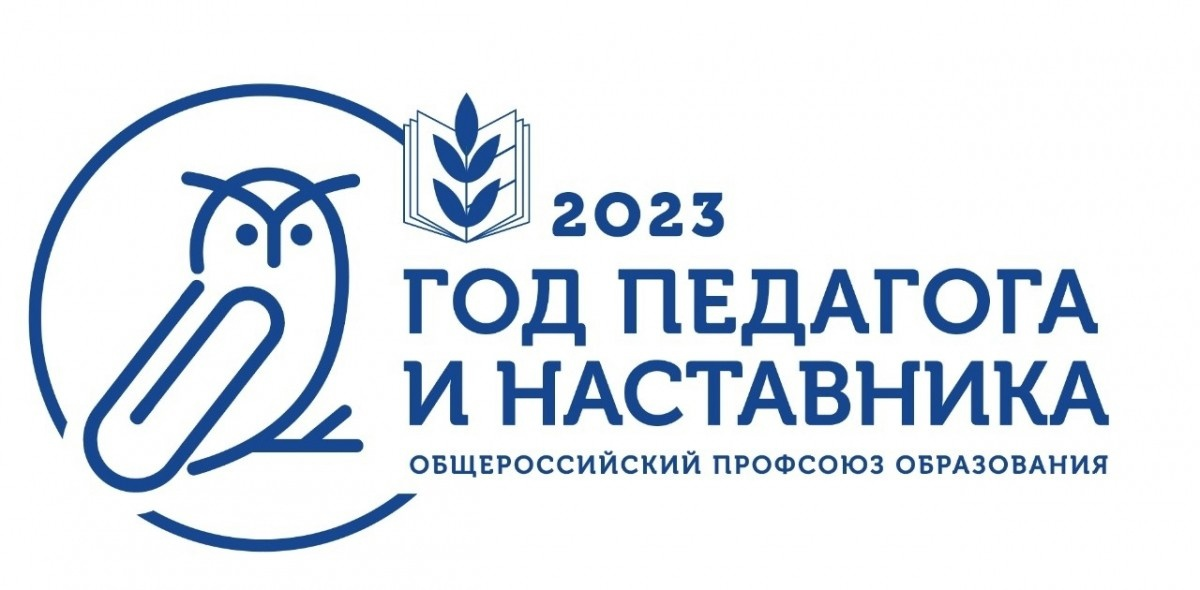 2023
ГОД ПЕДАГОГА
И НАСТАВНИКА
ОБЩЕРОССИЙСКИЙ ПРОФСОЮЗ ОБРАЗОВАНИЯ